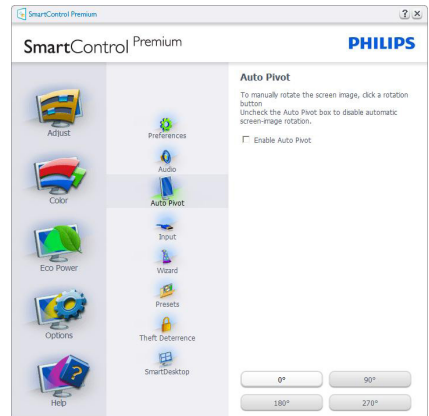 SmartControl Premium
SmartControl Premium
PHILIPS
Adjust
Color
Eco Power
Options
Help
Preferences
Audio
Auto Pivot
Input
Wizard
Presets
Theft Deterrence
SmartDesktop
Auto Pivot
To manually rotate the screen image, click a rotation
button
Uncheck the Auto Pivot box to disable automatic
screen-image rotation.
Enable Auto Pivot
0°
90°
180°
270°